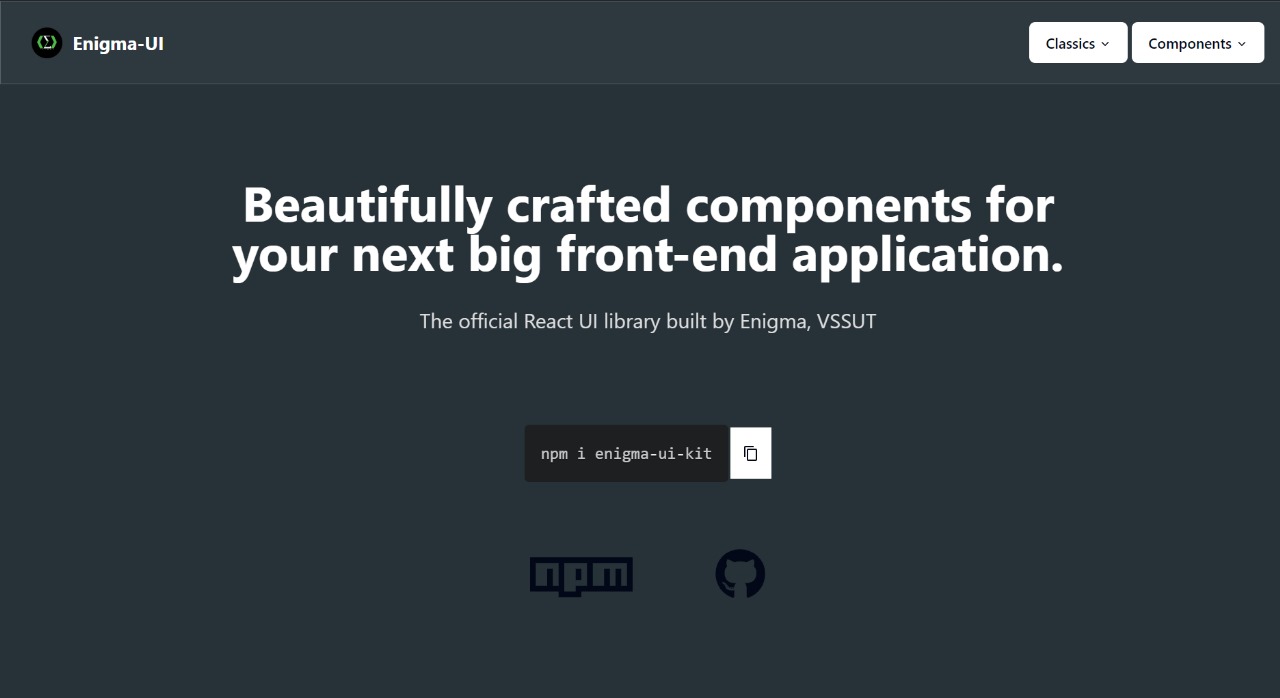 Enigma-UI
Classics
Components
Beautifully crafted components for
your next big front-end application.
The official React UI library built by Enigma, VSSUT
npm i enigma-ui-kit
npm